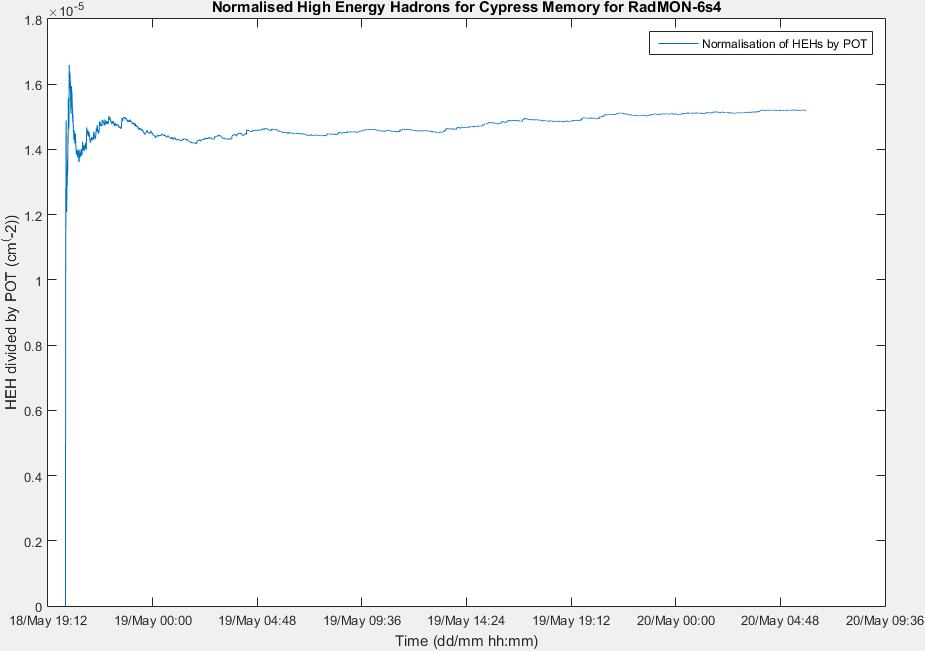 Normalised High Energy Hadrons for Cypress Memory for RadMON-6s4
×10^-5
Normalisation of HEHs by POT
1.8
1.6
1.4
1.2
1
0.8
0.6
0.4
0.2
0
HEH divided by POT (cm^(-2))
18/May 19:12 19/May 00:00 19/May 04:48 19/May 09:36 19/May 14:24 19/May 19:12 20/May 00:00 20/May 04:48 20/May 09:36
Time (dd/mm hh:mm)